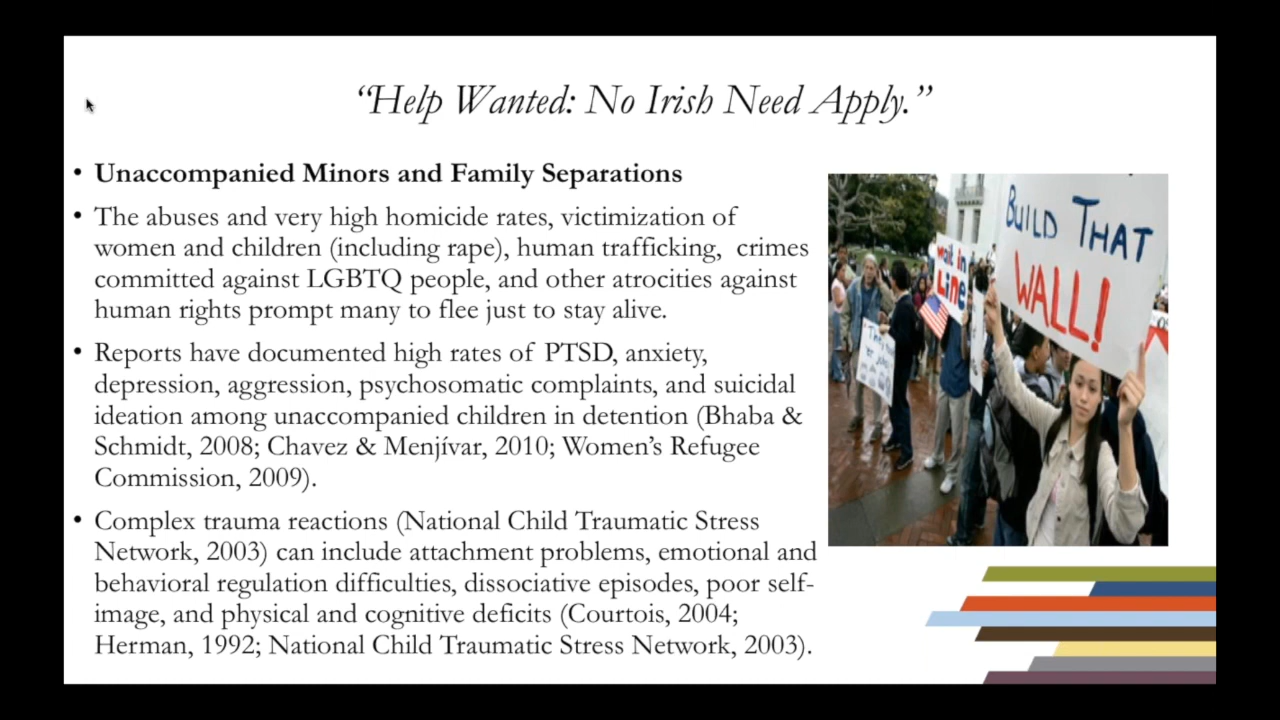 “Help Wanted: No Irish Need Apply.”
• Unaccompanied Minors and Family Separations
• The abuses and very high homicide rates, victimization of
women and children (including rape), human trafficking, crimes
committed against LGBTQ people, and other atrocities against
human rights prompt many to flee just to stay alive.
• Reports have documented high rates of PTSD, anxiety,
depression, aggression, psychosomatic complaints, and suicidal
ideation among unaccompanied children in detention (Bhaba &
Schmidt, 2008; Chavez & Menjívar, 2010; Women’s Refugee
Commission, 2009).
• Complex trauma reactions (National Child Traumatic Stress
Network, 2003) can include attachment problems, emotional and
behavioral regulation difficulties, dissociative episodes, poor self-
image, and physical and cognitive deficits (Courtois, 2004;
Herman, 1992; National Child Traumatic Stress Network, 2003).
BUILD THAT
WALL!
wait in
Line